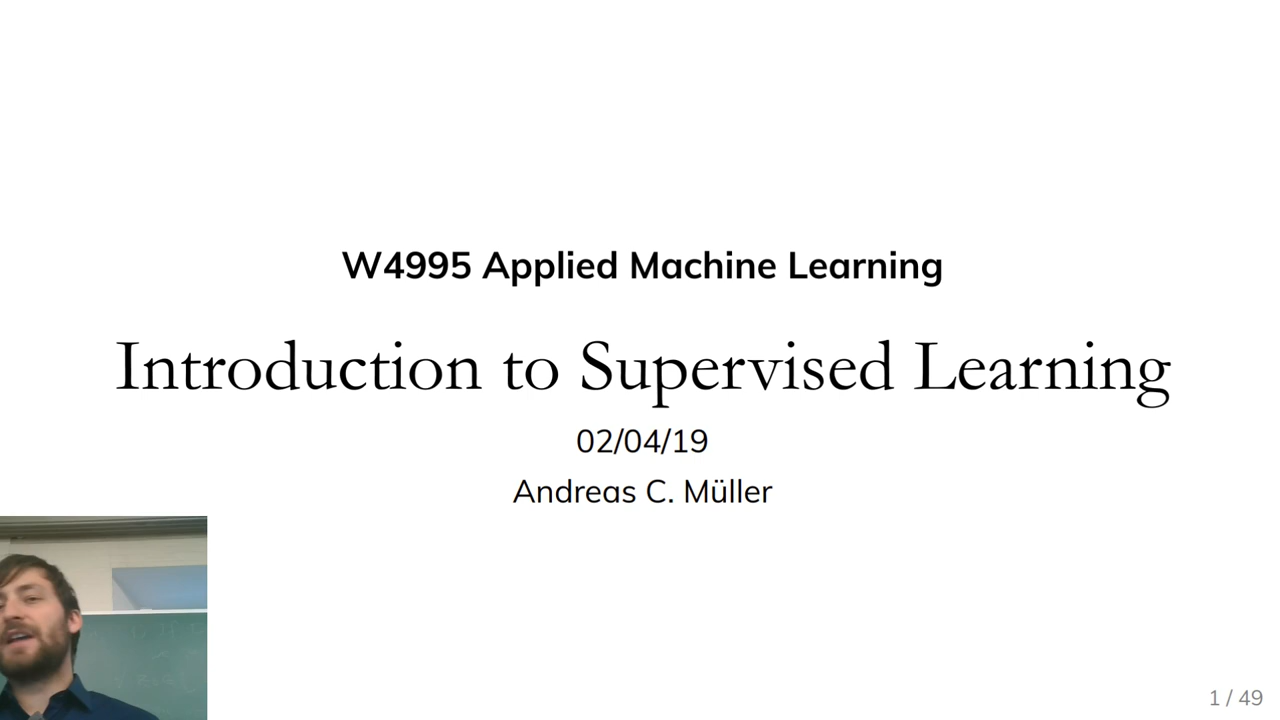 W4995 Applied Machine Learning
Introduction to Supervised Learning
02/04/19
Andreas C. Müller
1 / 49